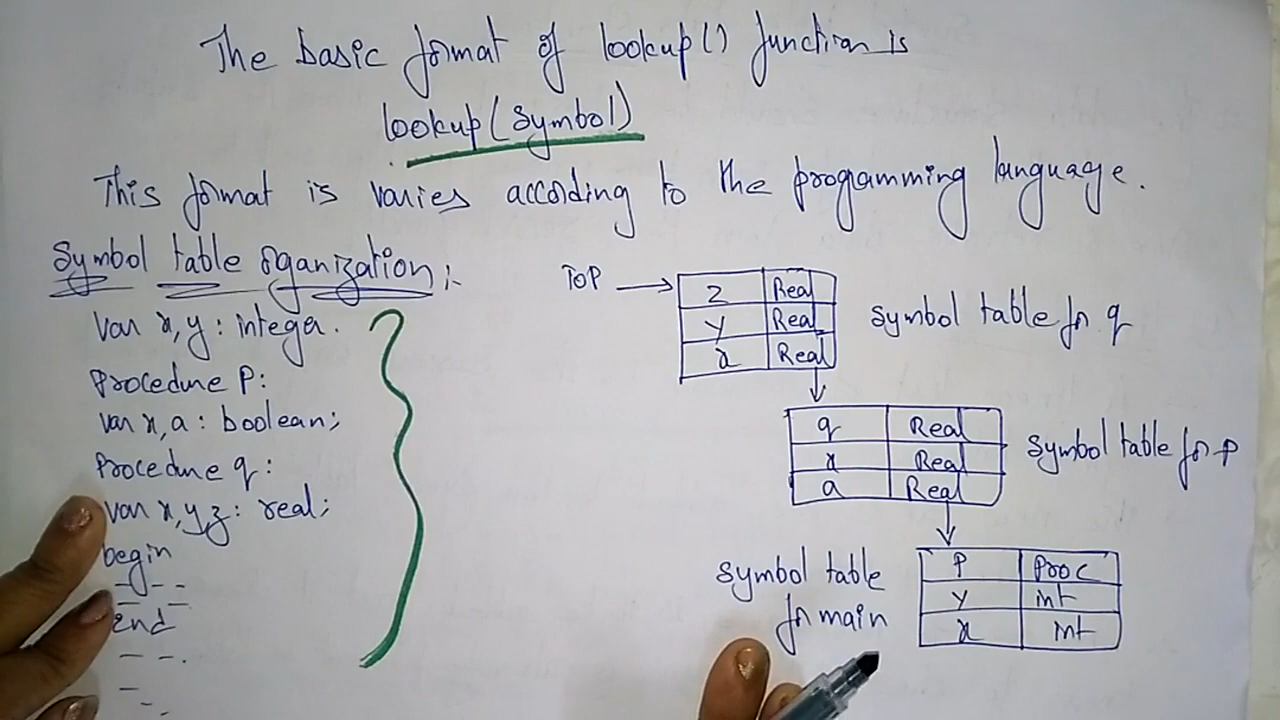 The basic format of lookup() function is
lookup(symbol)
This format is varies according to the programming language.
Symbol table organization:-
Var x,y : integer.
Procedure P:
Var x,a : boolean;
Procedure q:
Var x,y,z : real;
begin
end
TOP
z Real
y Real
x Real
Symbol table for q
q Real
x Real
a Real
Symbol table for P
P Proc
y int
x int
Symbol table
for main